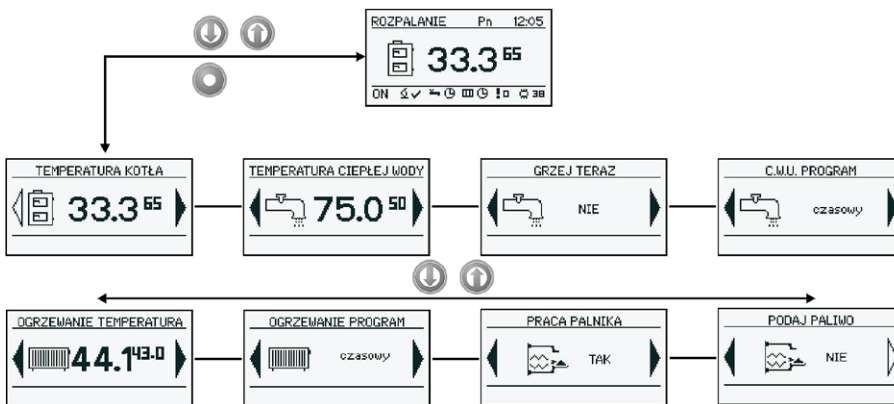 ROZPALANIE Pn 12:05
33.3 65
ON 38
TEMPERATURA KOTŁA
33.3 65
TEMPERATURA CIEPŁEJ WODY
75.0 50
GRZEJ TERAZ
NIE
C.W.U. PROGRAM
czasowy
OGRZEWANIE TEMPERATURA
44.1 43.0
OGRZEWANIE PROGRAM
czasowy
PRACA PALNIKA
TAK
PODAJ PALIWO
NIE